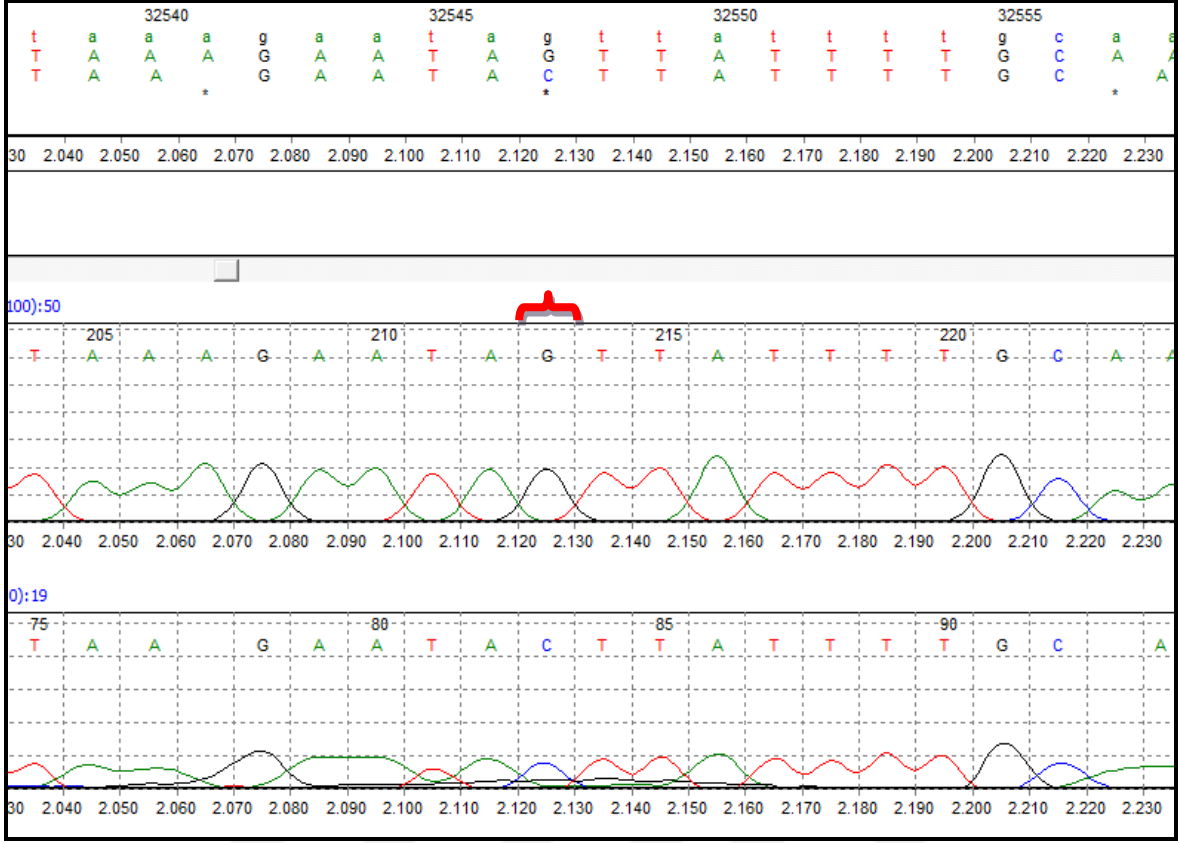 32540 32545 32550 32555
t a a a g a a t a g t t a t t t t g c a a
T A A A G A A T A G T T A T T T T G C A A
T A A G A A T A C T T A T T T T G C A
* * *
30 2.040 2.050 2.060 2.070 2.080 2.090 2.100 2.110 2.120 2.130 2.140 2.150 2.160 2.170 2.180 2.190 2.200 2.210 2.220 2.230
100):50
205 210 215 220
T A A A G A A T A G T T A T T T T G C A A
30 2.040 2.050 2.060 2.070 2.080 2.090 2.100 2.110 2.120 2.130 2.140 2.150 2.160 2.170 2.180 2.190 2.200 2.210 2.220 2.230
0):19
75 80 85 90
T A A G A A T A C T T A T T T T G C A
30 2.040 2.050 2.060 2.070 2.080 2.090 2.100 2.110 2.120 2.130 2.140 2.150 2.160 2.170 2.180 2.190 2.200 2.210 2.220 2.230